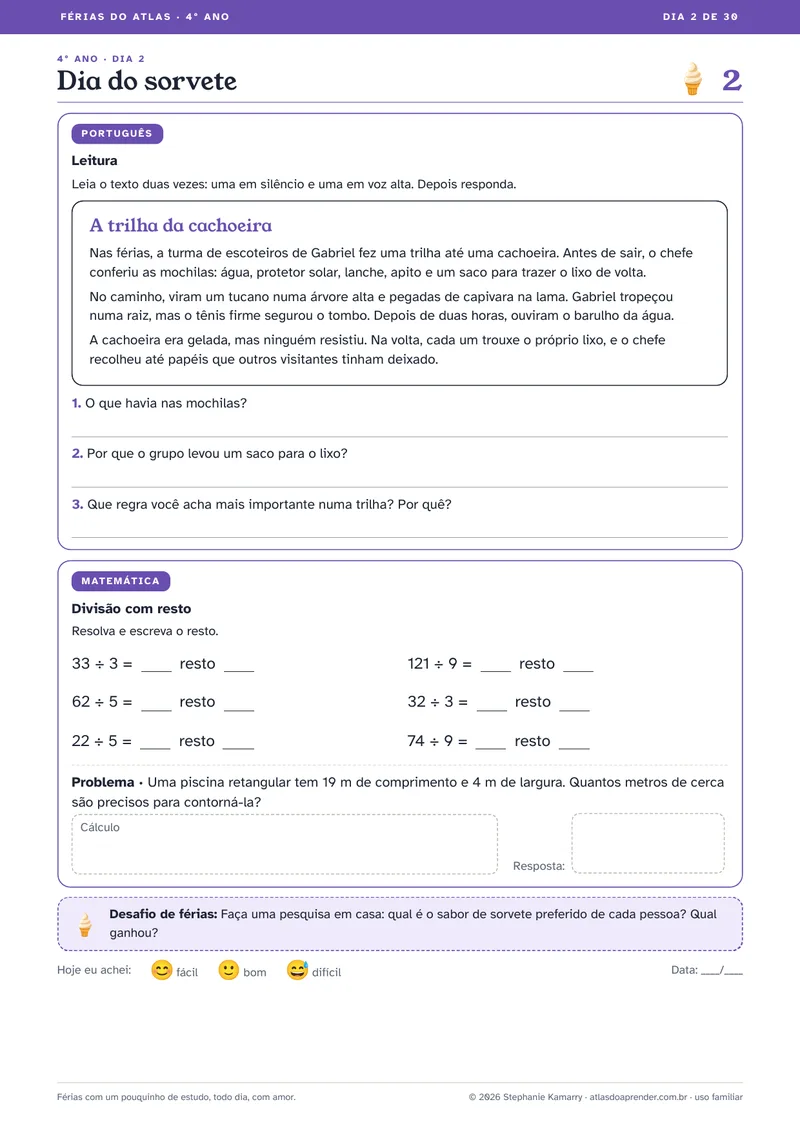 FÉRIAS DO ATLAS · 4º ANO
DIA 2 DE 30
4º ANO · DIA 2
Dia do sorvete
2
PORTUGUÊS
Leitura
Leia o texto duas vezes: uma em silêncio e uma em voz alta. Depois responda.
A trilha da cachoeira
Nas férias, a turma de escoteiros de Gabriel fez uma trilha até uma cachoeira. Antes de sair, o chefe
conferiu as mochilas: água, protetor solar, lanche, apito e um saco para trazer o lixo de volta.
No caminho, viram um tucano numa árvore alta e pegadas de capivara na lama. Gabriel tropeçou
numa raiz, mas o tênis firme segurou o tombo. Depois de duas horas, ouviram o barulho da água.
A cachoeira era gelada, mas ninguém resistiu. Na volta, cada um trouxe o próprio lixo, e o chefe
recolheu até papéis que outros visitantes tinham deixado.
1. O que havia nas mochilas?
2. Por que o grupo levou um saco para o lixo?
3. Que regra você acha mais importante numa trilha? Por quê?
MATEMÁTICA
Divisão com resto
Resolva e escreva o resto.
33 ÷ 3 = ____ resto ____
121 ÷ 9 = ____ resto ____
62 ÷ 5 = ____ resto ____
32 ÷ 3 = ____ resto ____
22 ÷ 5 = ____ resto ____
74 ÷ 9 = ____ resto ____
Problema · Uma piscina retangular tem 19 m de comprimento e 4 m de largura. Quantos metros de cerca
são precisos para contorná-la?
Cálculo
Resposta:
Desafio de férias: Faça uma pesquisa em casa: qual é o sabor de sorvete preferido de cada pessoa? Qual
ganhou?
Hoje eu achei: fácil bom difícil
Data: ___/___
Férias com um pouquinho de estudo, todo dia, com amor.
© 2026 Stephanie Kamarry · atlasdoaprender.com.br · uso familiar